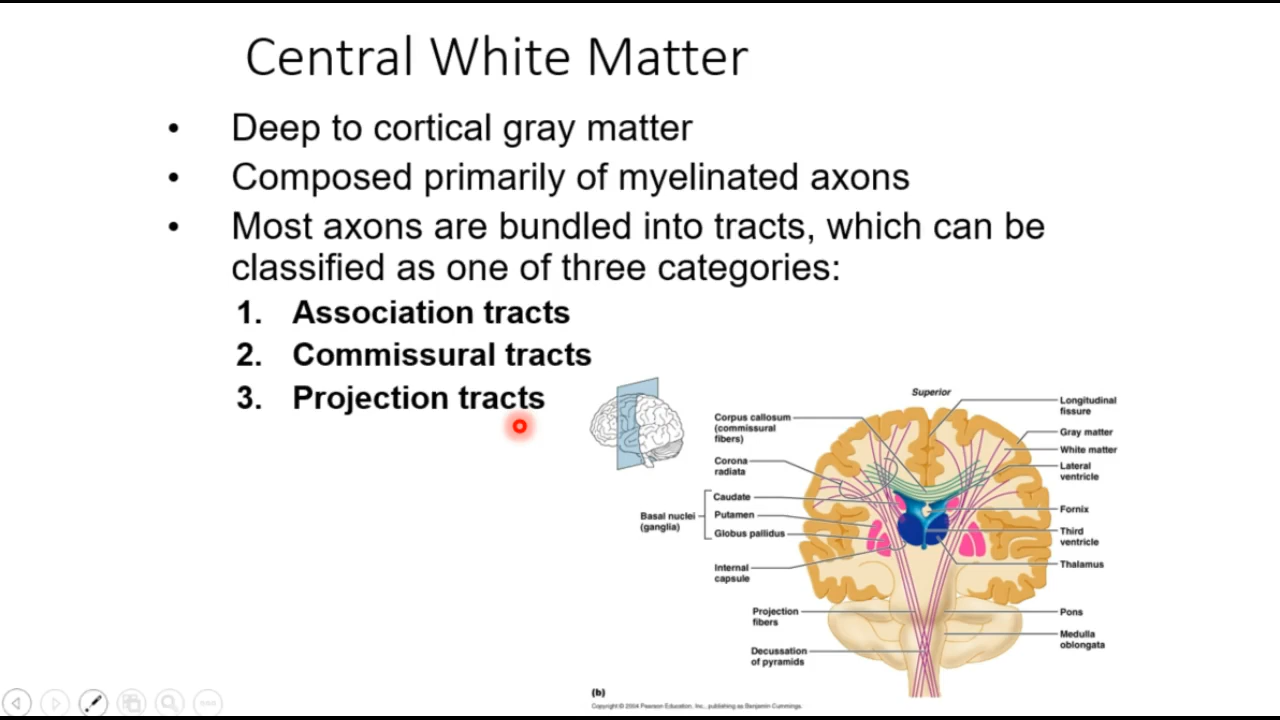 Central White Matter
• Deep to cortical gray matter
• Composed primarily of myelinated axons
• Most axons are bundled into tracts, which can be
classified as one of three categories:
1. Association tracts
2. Commissural tracts
3. Projection tracts
Superior
Corpus callosum
(commissural
fibers)
Corona
radiata
Basal nuclei
(ganglia)
Caudate
Putamen
Globus pallidus
Internal
capsule
Projection
fibers
Decussation
of pyramids
Longitudinal
fissure
Gray matter
White matter
Lateral
ventricle
Fornix
Third
ventricle
Thalamus
Pons
Medulla
oblongata
(b)
Copyright © 2004 Pearson Education, Inc., publishing as Benjamin Cummings.